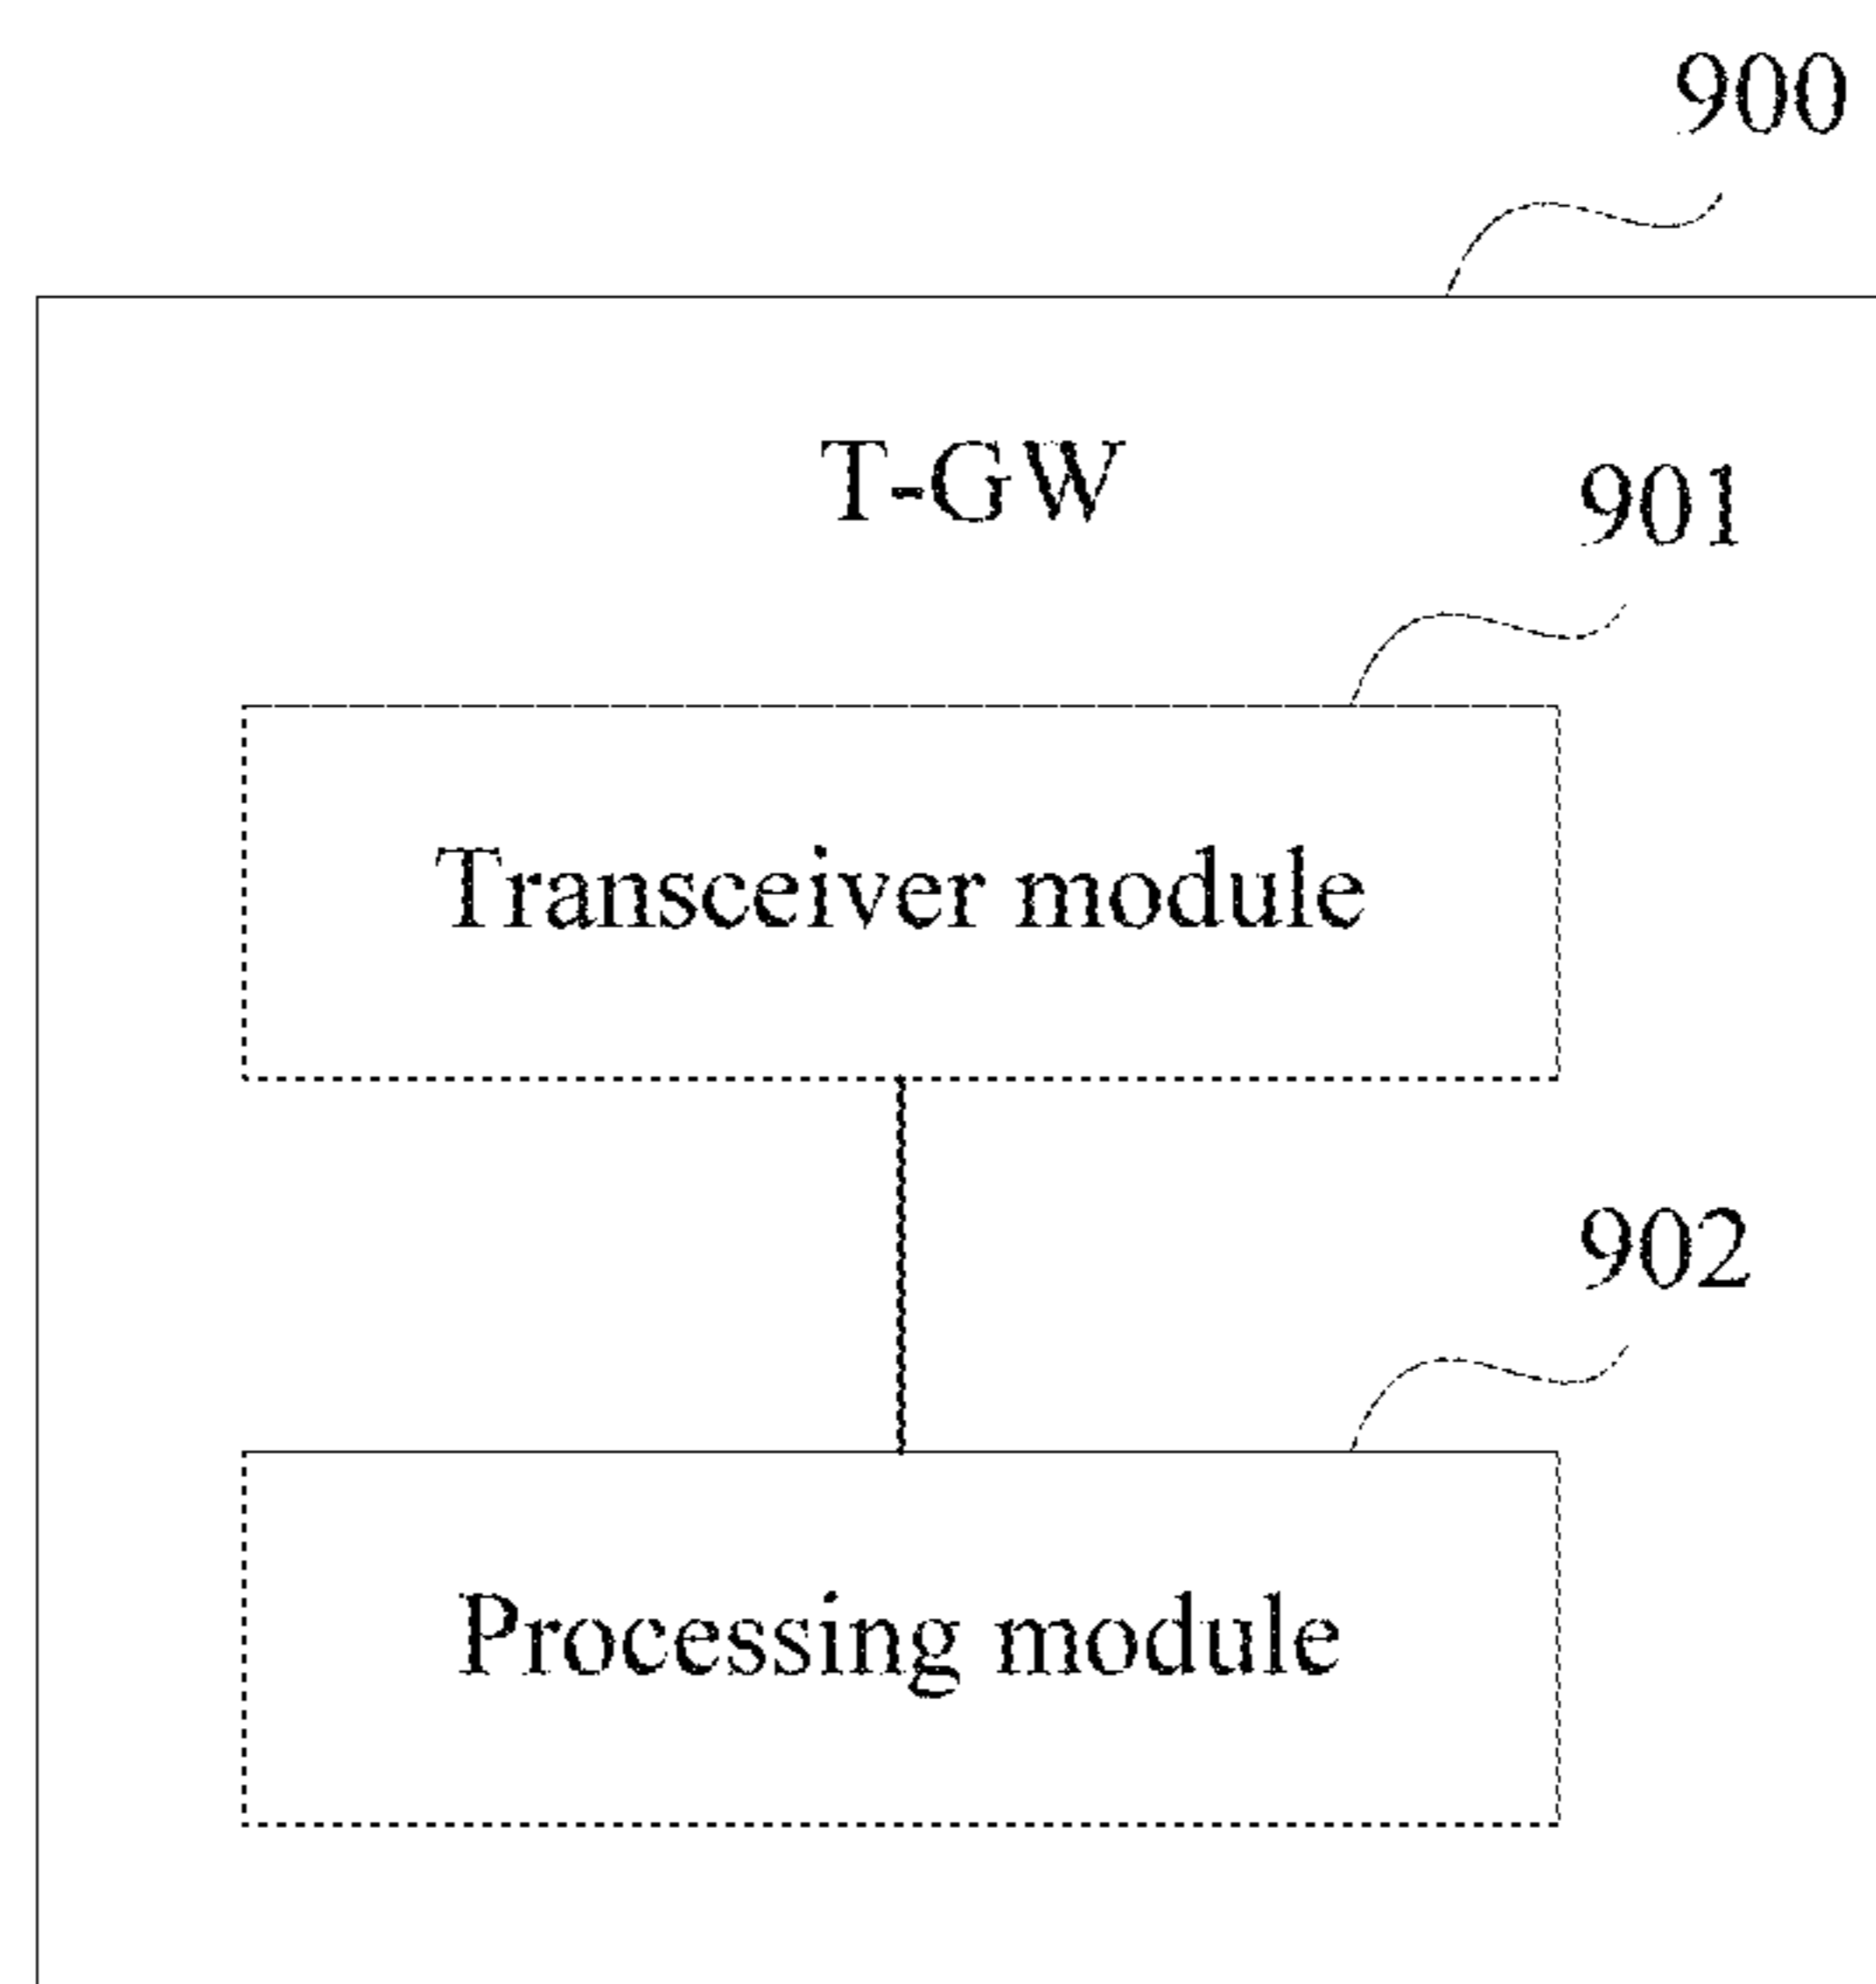 900
T-GW
901
Transceiver module
902
Processing module